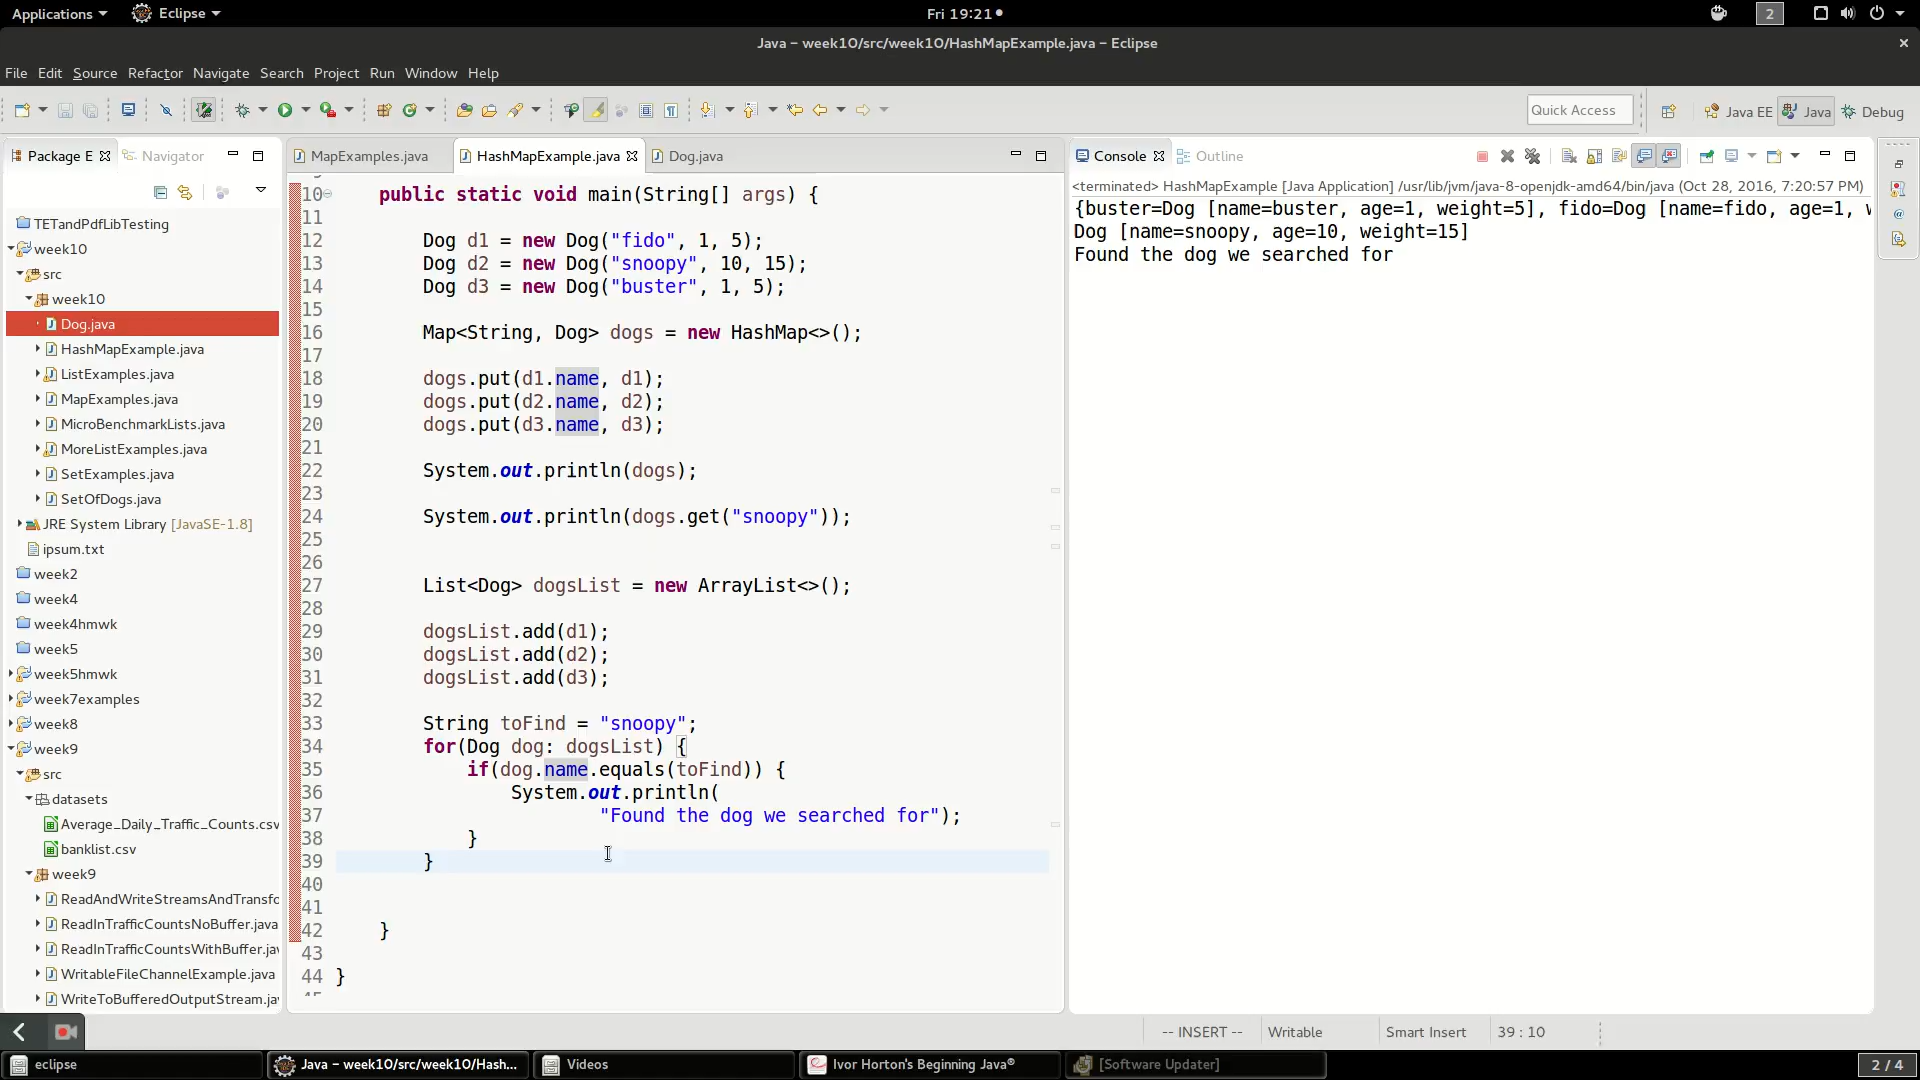 Applications
Eclipse
Fri 19:21
2
Java – week10/src/week10/HashMapExample.java – Eclipse
File Edit Source Refactor Navigate Search Project Run Window Help
Quick Access
Java EE
Java
Debug
Package E
Navigator
TETandPdfLibTesting
week10
src
week10
Dog.java
HashMapExample.java
ListExamples.java
MapExamples.java
MicroBenchmarkLists.java
MoreListExamples.java
SetExamples.java
SetOfDogs.java
JRE System Library [JavaSE-1.8]
ipsum.txt
week2
week4
week4hmwk
week5
week5hmwk
week7examples
week8
week9
src
datasets
Average_Daily_Traffic_Counts.csv
banklist.csv
week9
ReadAndWriteStreamsAndTransfo
ReadInTrafficCountsNoBuffer.java
ReadInTrafficCountsWithBuffer.jav
WritableFileChannelExample.java
WriteToBufferedOutputStream.ja
MapExamples.java
HashMapExample.java
Dog.java
10 public static void main(String[] args) {
11
12 Dog d1 = new Dog("fido", 1, 5);
13 Dog d2 = new Dog("snoopy", 10, 15);
14 Dog d3 = new Dog("buster", 1, 5);
15
16 Map<String, Dog> dogs = new HashMap<>();
17
18 dogs.put(d1.name, d1);
19 dogs.put(d2.name, d2);
20 dogs.put(d3.name, d3);
21
22 System.out.println(dogs);
23
24 System.out.println(dogs.get("snoopy"));
25
26
27 List<Dog> dogsList = new ArrayList<>();
28
29 dogsList.add(d1);
30 dogsList.add(d2);
31 dogsList.add(d3);
32
33 String toFind = "snoopy";
34 for(Dog dog: dogsList) {
35 if(dog.name.equals(toFind)) {
36 System.out.println(
37 "Found the dog we searched for");
38 }
39 }
40
41
42 }
43
44 }
Console
Outline
<terminated> HashMapExample [Java Application] /usr/lib/jvm/java-8-openjdk-amd64/bin/java (Oct 28, 2016, 7:20:57 PM)
{buster=Dog [name=buster, age=1, weight=5], fido=Dog [name=fido, age=1, w
Dog [name=snoopy, age=10, weight=15]
Found the dog we searched for
-- INSERT --
Writable
Smart Insert
39 : 10
eclipse
Java – week10/src/week10/Hash...
Videos
Ivor Horton's Beginning Java®
[Software Updater]
2 / 4